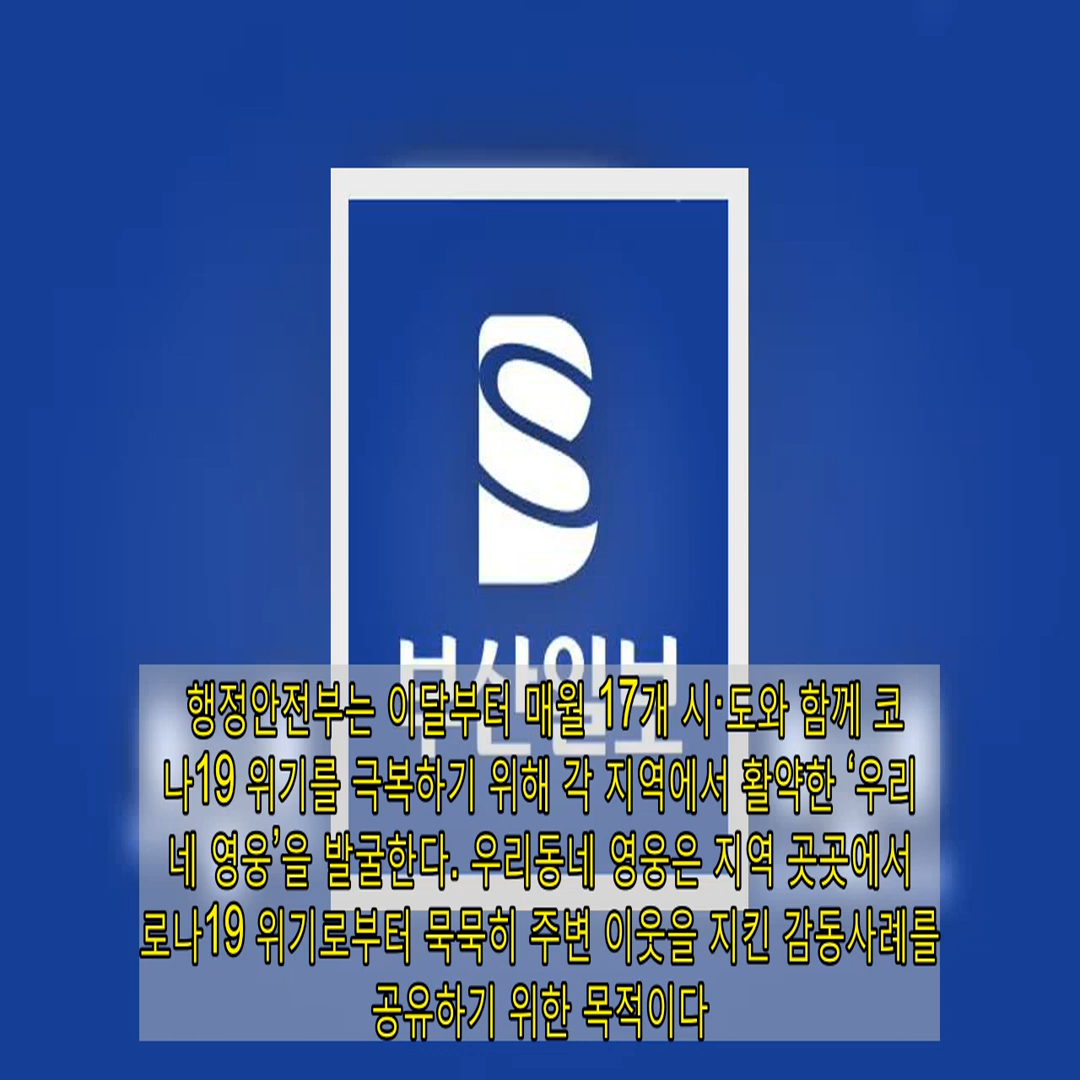 부산일보
행정안전부는 이달부터 매월 17개 시·도와 함께 코
나19 위기를 극복하기 위해 각 지역에서 활약한 ‘우리
네 영웅’을 발굴한다. 우리동네 영웅은 지역 곳곳에서
로나19 위기로부터 묵묵히 주변 이웃을 지킨 감동사례를
공유하기 위한 목적이다